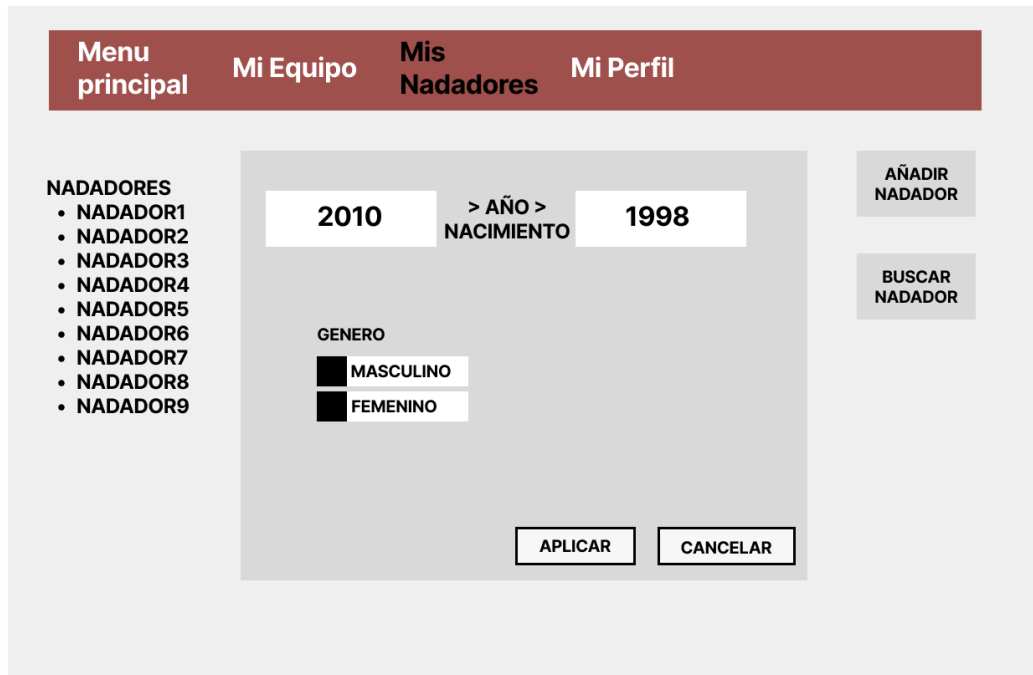 Menu
principal
Mi Equipo
Mis
Nadadores
Mi Perfil
NADADORES
• NADADOR1
• NADADOR2
• NADADOR3
• NADADOR4
• NADADOR5
• NADADOR6
• NADADOR7
• NADADOR8
• NADADOR9
2010
> AÑO >
NACIMIENTO
1998
GENERO
MASCULINO
FEMENINO
APLICAR
CANCELAR
AÑADIR
NADADOR
BUSCAR
NADADOR